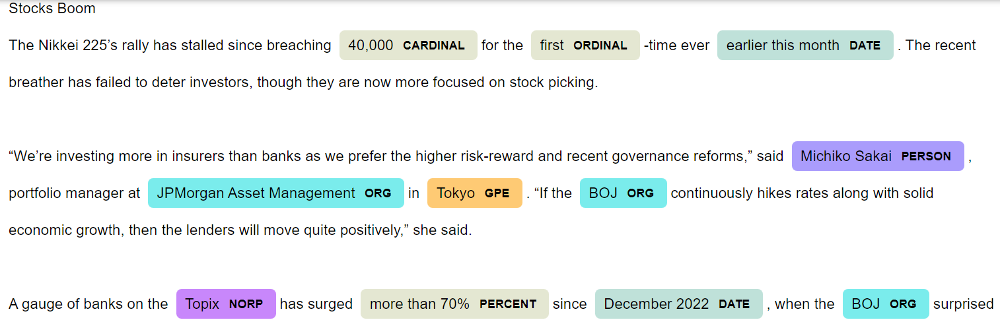 Stocks Boom
The Nikkei 225’s rally has stalled since breaching 40,000 CARDINAL for the first ORDINAL -time ever earlier this month DATE . The recent
breather has failed to deter investors, though they are now more focused on stock picking.
“We’re investing more in insurers than banks as we prefer the higher risk-reward and recent governance reforms,” said Michiko Sakai PERSON ,
portfolio manager at JPMorgan Asset Management ORG in Tokyo GPE . “If the BOJ ORG continuously hikes rates along with solid
economic growth, then the lenders will move quite positively,” she said.
A gauge of banks on the Topix NORP has surged more than 70% PERCENT since December 2022 DATE , when the BOJ ORG surprised